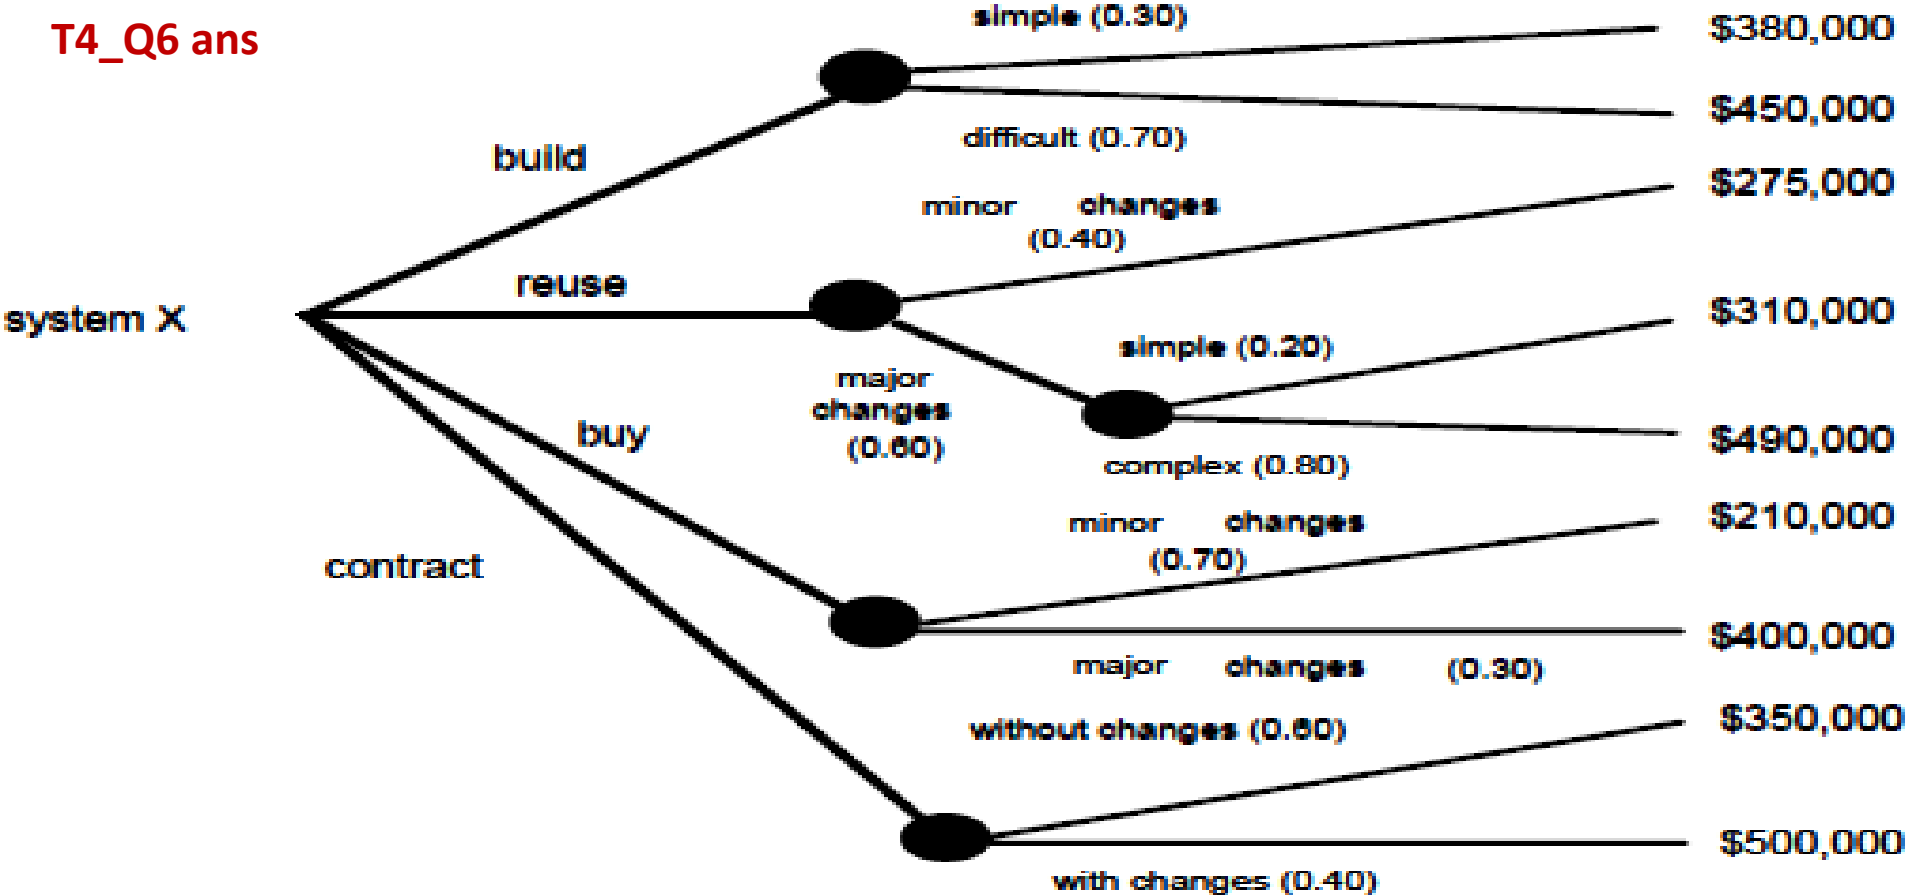 T4_Q6 ans
simple (0.30)
$380,000
$450,000
difficult (0.70)
build
$275,000
minor changes
(0.40)
reuse
system X
$310,000
simple (0.20)
major
changes
(0.60)
$490,000
complex (0.80)
buy
minor changes
(0.70)
$210,000
contract
$400,000
major changes (0.30)
without changes (0.60)
$350,000
$500,000
with changes (0.40)